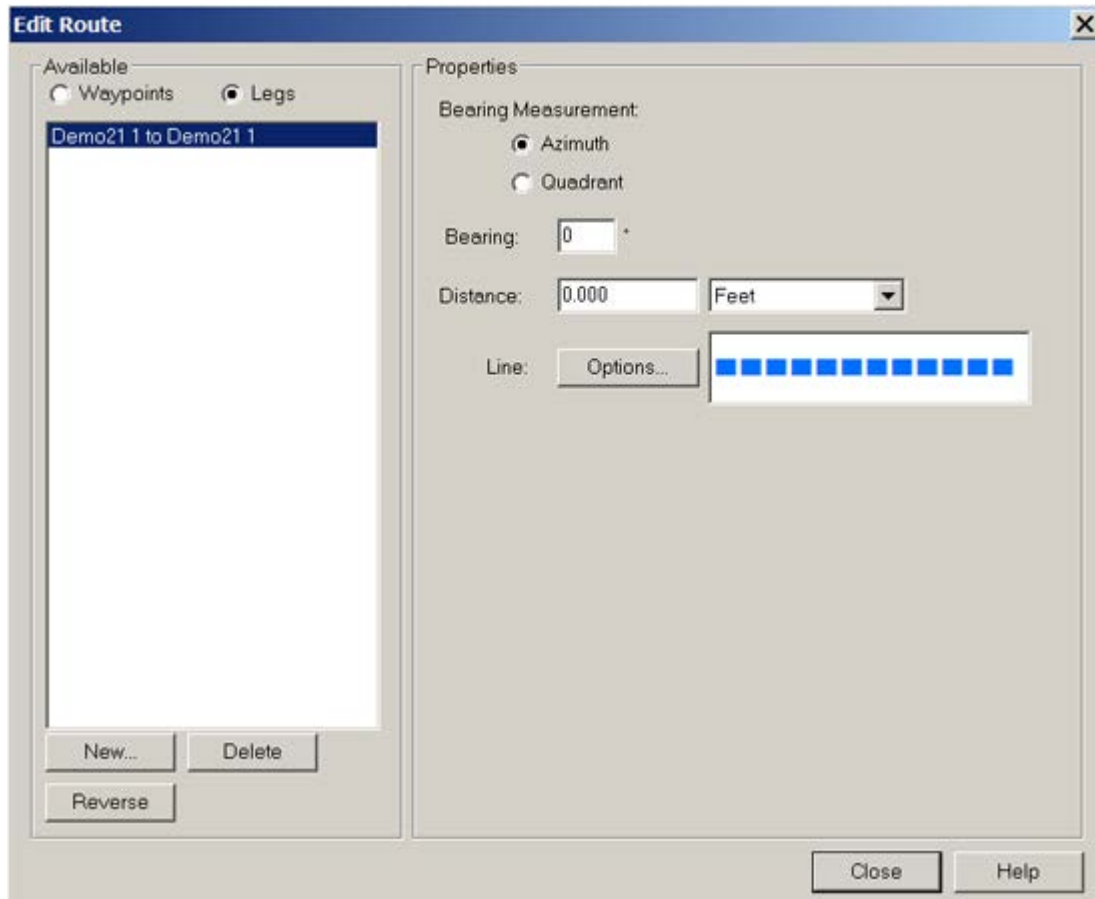 Edit Route
Available
Waypoints
Legs
Demo21 1 to Demo21 1
New...
Delete
Reverse
Properties
Bearing Measurement:
Azimuth
Quadrant
Bearing: 0 °
Distance: 0.000 Feet
Line: Options...
Close
Help